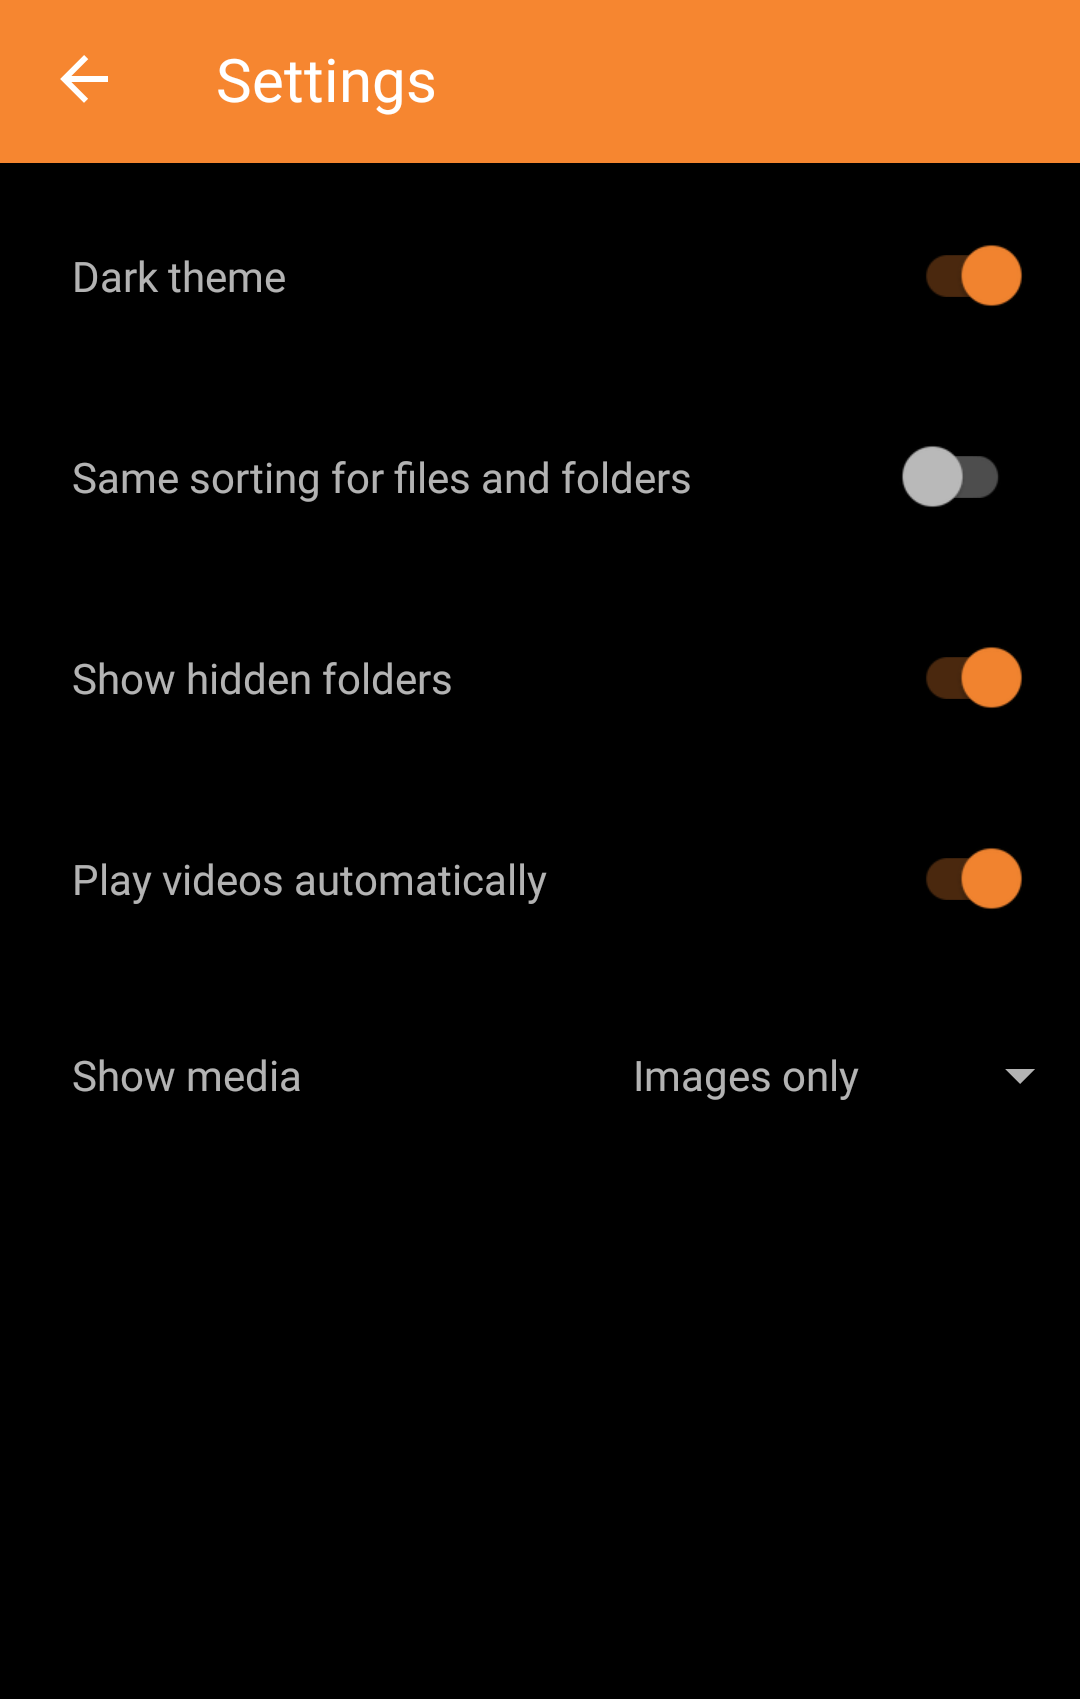 Settings
Dark theme
Same sorting for files and folders
Show hidden folders
Play videos automatically
Show media Images only